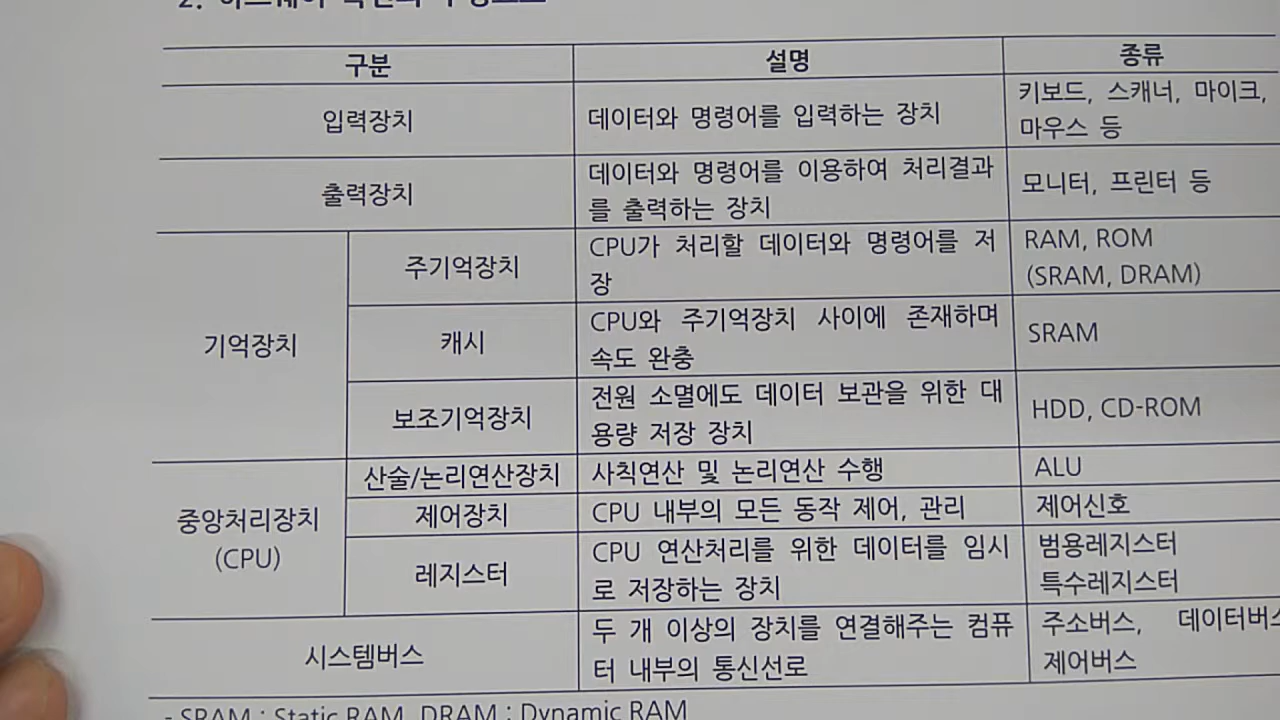 구분 설명 종류
입력장치 데이터와 명령어를 입력하는 장치 키보드, 스캐너, 마이크,
마우스 등
출력장치 데이터와 명령어를 이용하여 처리결과
를 출력하는 장치 모니터, 프린터 등
기억장치
주기억장치 CPU가 처리할 데이터와 명령어를 저
장 RAM, ROM
(SRAM, DRAM)
캐시 CPU와 주기억장치 사이에 존재하며
속도 완충 SRAM
보조기억장치 전원 소멸에도 데이터 보관을 위한 대
용량 저장 장치 HDD, CD-ROM
중앙처리장치
(CPU)
산술/논리연산장치 사칙연산 및 논리연산 수행 ALU
제어장치 CPU 내부의 모든 동작 제어, 관리 제어신호
레지스터 CPU 연산처리를 위한 데이터를 임시
로 저장하는 장치 범용레지스터
특수레지스터
시스템버스 두 개 이상의 장치를 연결해주는 컴퓨
터 내부의 통신선로 주소버스, 데이터버스
제어버스
- SRAM : Static RAM, DRAM : Dynamic RAM